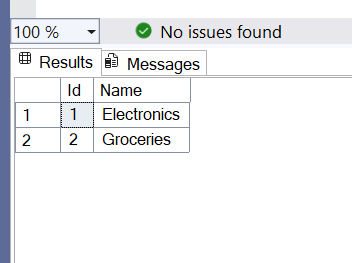 100 % No issues found
Results Messages
Id Name
1 1 Electronics
2 2 Groceries